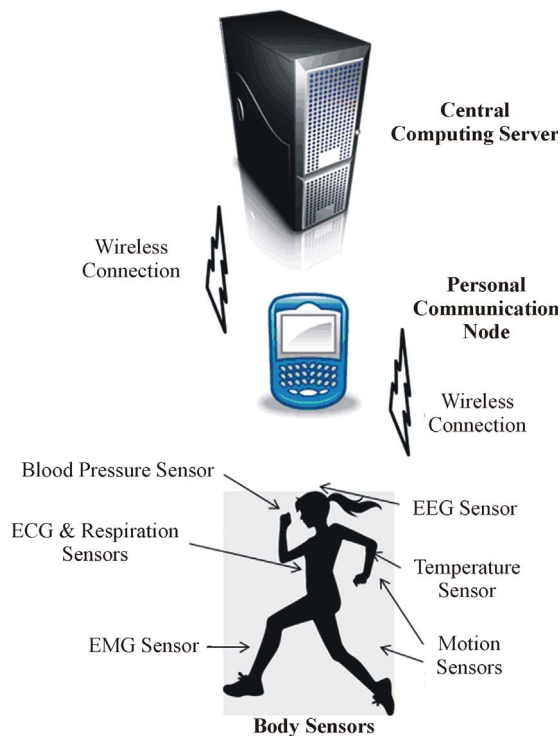 Central
Computing Server
Wireless
Connection
Personal
Communication
Node
Wireless
Connection
Blood Pressure Sensor
EEG Sensor
ECG & Respiration
Sensors
Temperature
Sensor
EMG Sensor
Motion
Sensors
Body Sensors